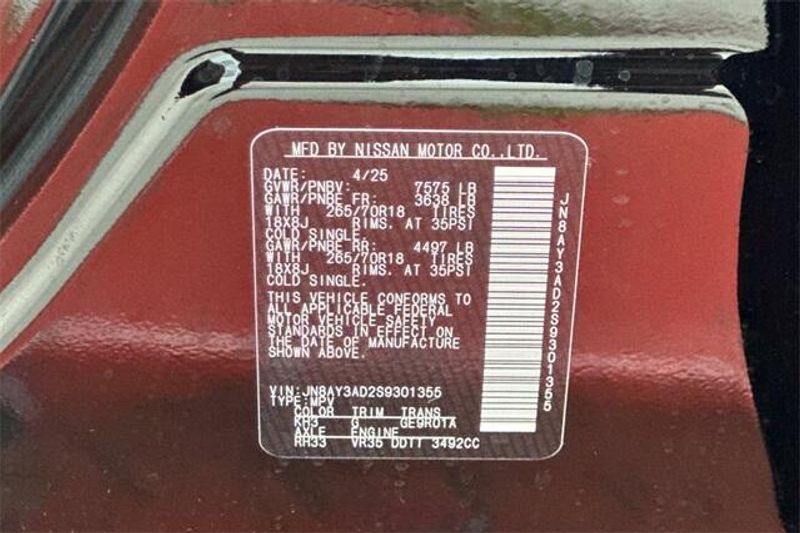 MFD BY NISSAN MOTOR CO.,LTD.
DATE: 4/25
GVWR/PNBV: 7575 LB
GAWR/PNBE FR: 3638 LB
WITH 265/70R18 TIRES
18X8J RIMS. AT 35PSI
COLD SINGLE.
GAWR/PNBE RR: 4497 LB
WITH 265/70R18 TIRES
18X8J RIMS. AT 35PSI
COLD SINGLE.
THIS VEHICLE CONFORMS TO
ALL APPLICABLE FEDERAL
MOTOR VEHICLE SAFETY
STANDARDS IN EFFECT ON
THE DATE OF MANUFACTURE
SHOWN ABOVE.
VIN:JN8AY3AD2S9301355
TYPE:MPV
COLOR TRIM TRANS
KH3 G GE9R01A
AXLE ENGINE
RH33 VR35 DDTT 3492CC
JN8AY3AD2S9301355